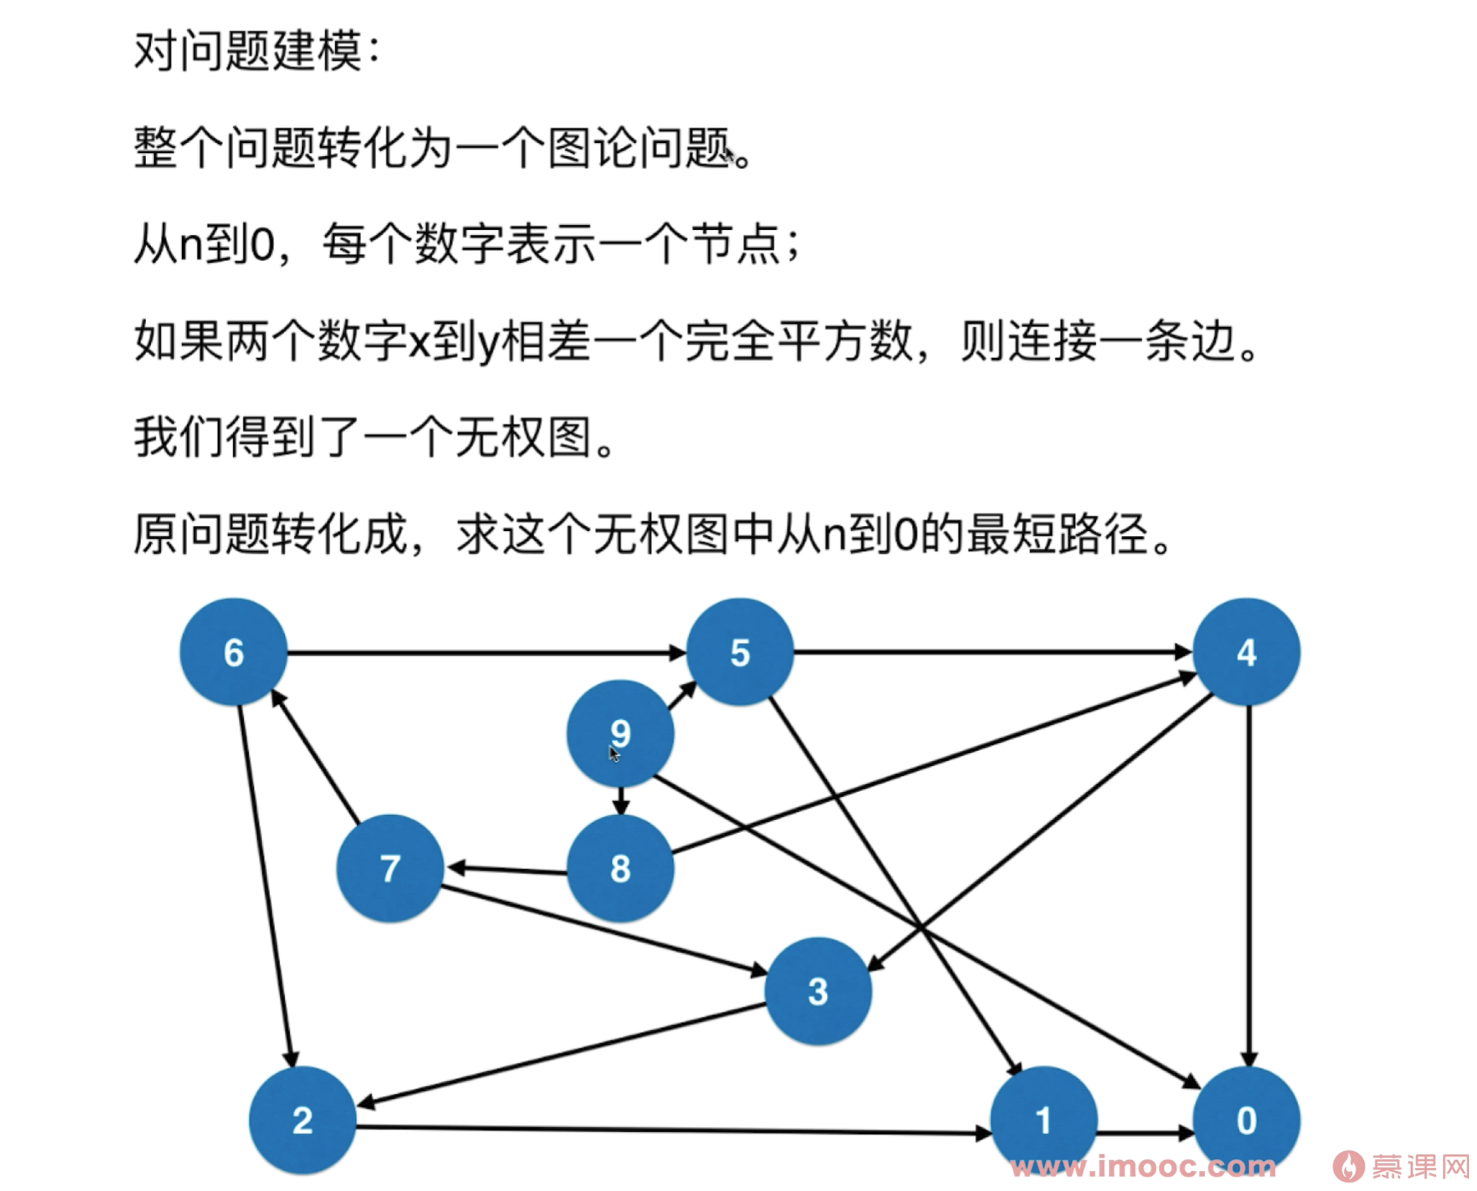 对问题建模：
整个问题转化为一个图论问题。
从n到0，每个数字表示一个节点；
如果两个数字x到y相差一个完全平方数，则连接一条边。
我们得到了一个无权图。
原问题转化成，求这个无权图中从n到0的最短路径。
6
5
4
9
7
8
3
2
1
0
www.imooc.com
慕课网